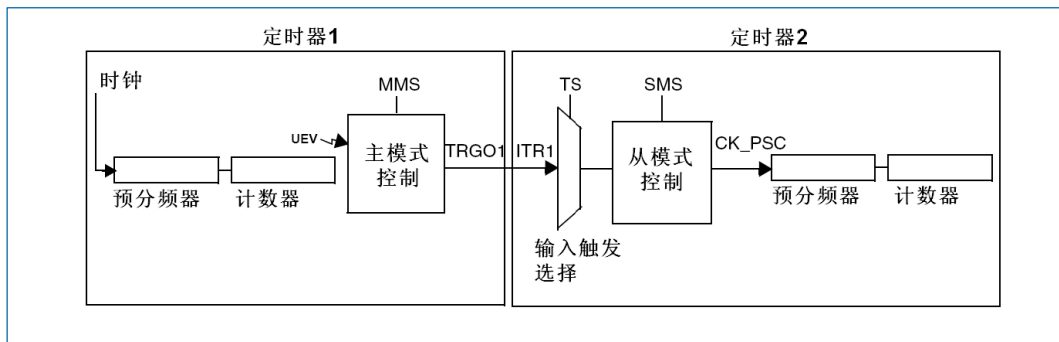 定时器1
定时器2
时钟
MMS
TS
SMS
UEV
主模式
控制
TRGO1
ITR1
从模式
控制
CK_PSC
预分频器
计数器
预分频器
计数器
输入触发
选择